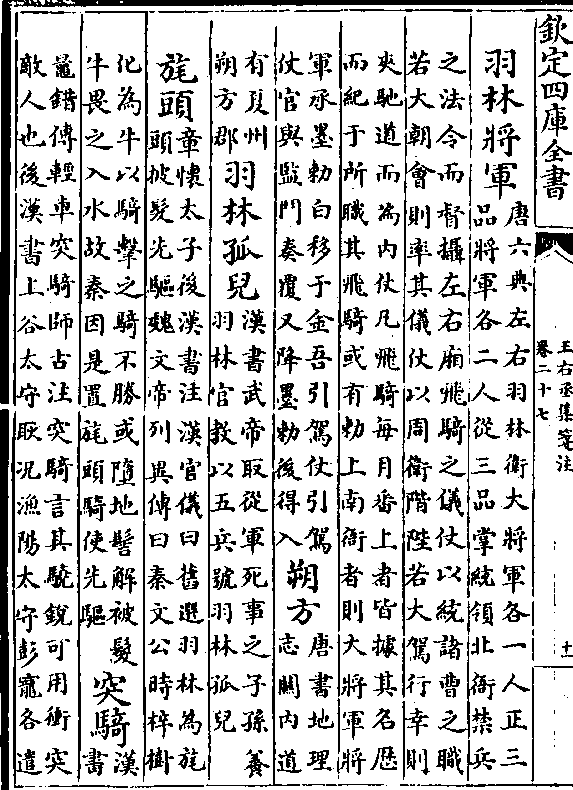 欽定四庫全書
王右丞集箋注
卷二十七
十一
羽林將軍
唐六典左右羽林衛大將軍各一人正三
品將軍各二人從三品掌統領北衙禁兵
之法令而督攝左右廂飛騎之儀仗以統諸曹之職
若大朝會則率其儀仗以周衛階陛若大駕行幸則
夾馳道而為内仗凡飛騎每月番上者皆據其名歷
而紀于所職其飛騎或有勅上南衙者則大將軍將
軍承墨勅白移于金吾引駕仗引駕
仗官與監門奏覆又降墨勅後得入
朔方
唐書地理
志關内道
有夏州
朔方郡
羽林孤兒
漢書武帝取從軍死事之子孫養
羽林官教以五兵號羽林孤兒
旄頭
章懷太子後漢書注漢官儀曰舊選羽林為旄
頭披髮先驅魏文帝列異傳曰秦文公時梓樹
化為牛以騎擊之騎不勝或墮地髻解被髮
牛畏之入水故秦因是置旄頭騎使先驅
突騎
漢
書
鼂錯傳輕車突騎師古注突騎言其驍銳可用衝突
敵人也後漢書上谷太守耿况漁陽太守彭寵各遣